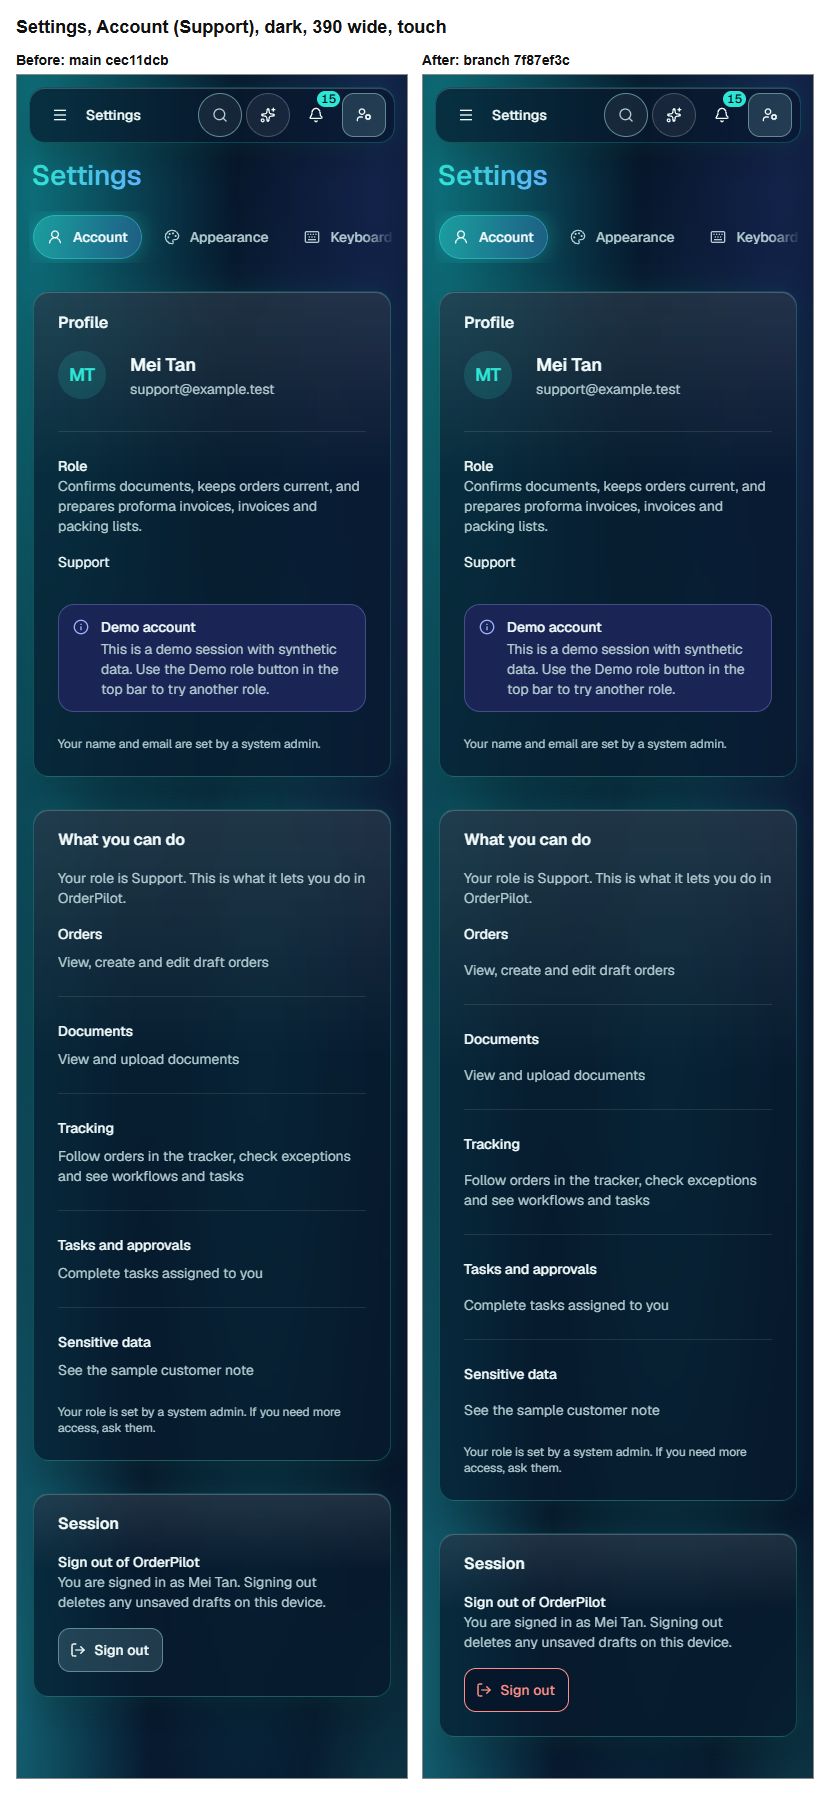 Settings, Account (Support), dark, 390 wide, touch
Before: main cec11dcb
Settings
15
Settings
Account
Appearance
Keyboard
Profile
MT
Mei Tan
support@example.test
Role
Confirms documents, keeps orders current, and
prepares proforma invoices, invoices and
packing lists.
Support
Demo account
This is a demo session with synthetic
data. Use the Demo role button in the
top bar to try another role.
Your name and email are set by a system admin.
What you can do
Your role is Support. This is what it lets you do in
OrderPilot.
Orders
View, create and edit draft orders
Documents
View and upload documents
Tracking
Follow orders in the tracker, check exceptions
and see workflows and tasks
Tasks and approvals
Complete tasks assigned to you
Sensitive data
See the sample customer note
Your role is set by a system admin. If you need more
access, ask them.
Session
Sign out of OrderPilot
You are signed in as Mei Tan. Signing out
deletes any unsaved drafts on this device.
Sign out
After: branch 7f87ef3c
Settings
15
Settings
Account
Appearance
Keyboard
Profile
MT
Mei Tan
support@example.test
Role
Confirms documents, keeps orders current, and
prepares proforma invoices, invoices and
packing lists.
Support
Demo account
This is a demo session with synthetic
data. Use the Demo role button in the
top bar to try another role.
Your name and email are set by a system admin.
What you can do
Your role is Support. This is what it lets you do in
OrderPilot.
Orders
View, create and edit draft orders
Documents
View and upload documents
Tracking
Follow orders in the tracker, check exceptions
and see workflows and tasks
Tasks and approvals
Complete tasks assigned to you
Sensitive data
See the sample customer note
Your role is set by a system admin. If you need more
access, ask them.
Session
Sign out of OrderPilot
You are signed in as Mei Tan. Signing out
deletes any unsaved drafts on this device.
Sign out